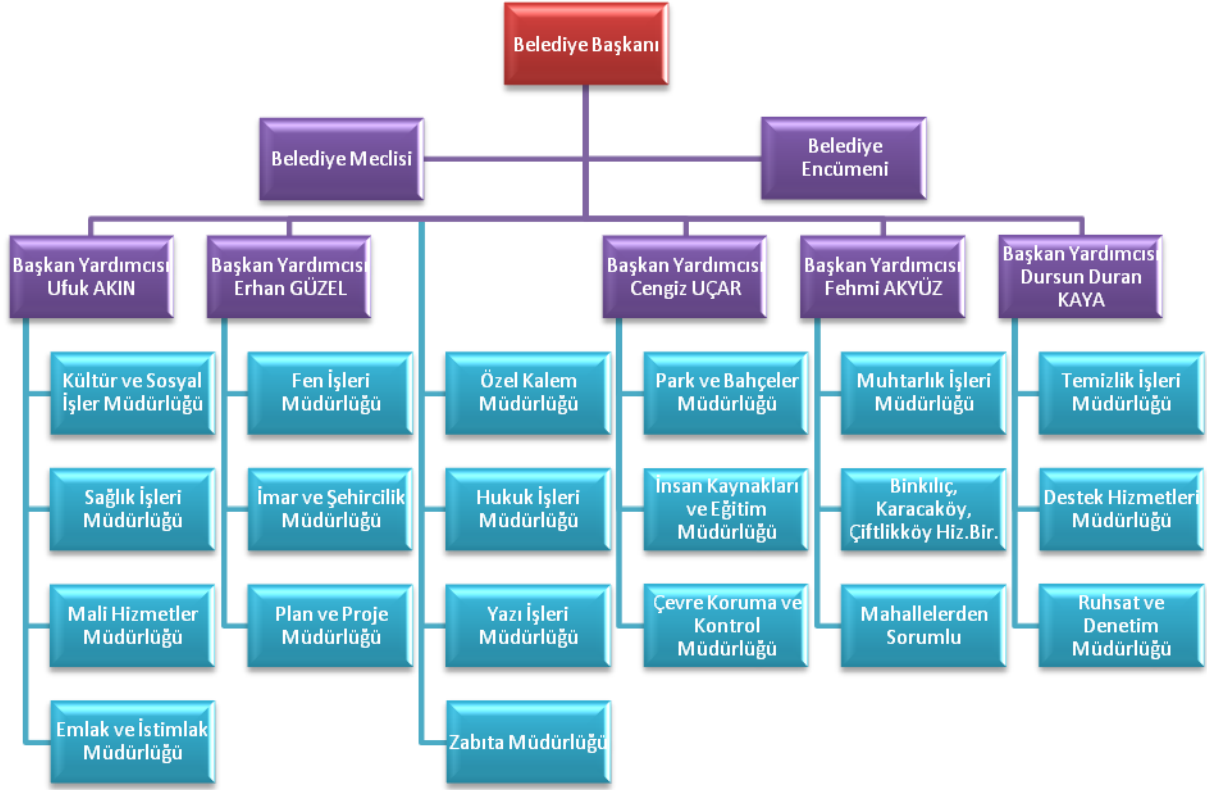 Belediye Başkanı
Belediye Meclisi
Belediye
Encümeni
Başkan Yardımcısı
Ufuk AKIN
Başkan Yardımcısı
Erhan GÜZEL
Başkan Yardımcısı
Cengiz UÇAR
Başkan Yardımcısı
Fehmi AKYÜZ
Başkan Yardımcısı
Dursun Duran
KAYA
Kültür ve Sosyal
İşler Müdürlüğü
Fen İşleri
Müdürlüğü
Özel Kalem
Müdürlüğü
Park ve Bahçeler
Müdürlüğü
Muhtarlık İşleri
Müdürlüğü
Temizlik İşleri
Müdürlüğü
Sağlık İşleri
Müdürlüğü
İmar ve Şehircilik
Müdürlüğü
Hukuk İşleri
Müdürlüğü
İnsan Kaynakları
ve Eğitim
Müdürlüğü
Binkılıç,
Karacaköy,
Çiftlikköy Hiz.Bir.
Destek Hizmetleri
Müdürlüğü
Mali Hizmetler
Müdürlüğü
Plan ve Proje
Müdürlüğü
Yazı İşleri
Müdürlüğü
Çevre Koruma ve
Kontrol
Müdürlüğü
Mahallelerden
Sorumlu
Ruhsat ve
Denetim
Müdürlüğü
Emlak ve İstimlak
Müdürlüğü
Zabıta Müdürlüğü